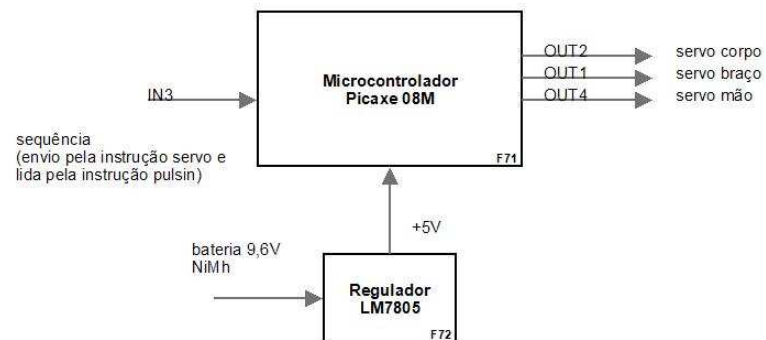 OUT2
servo corpo
Microcontrolador
Picaxe 08M
OUT1
servo braço
IN3
OUT4
servo mão
sequência
(envio pela instrução servo e
lida pela instrução pulsin)
F71
+5V
bateria 9,6V
NiMh
Regulador
LM7805
F72